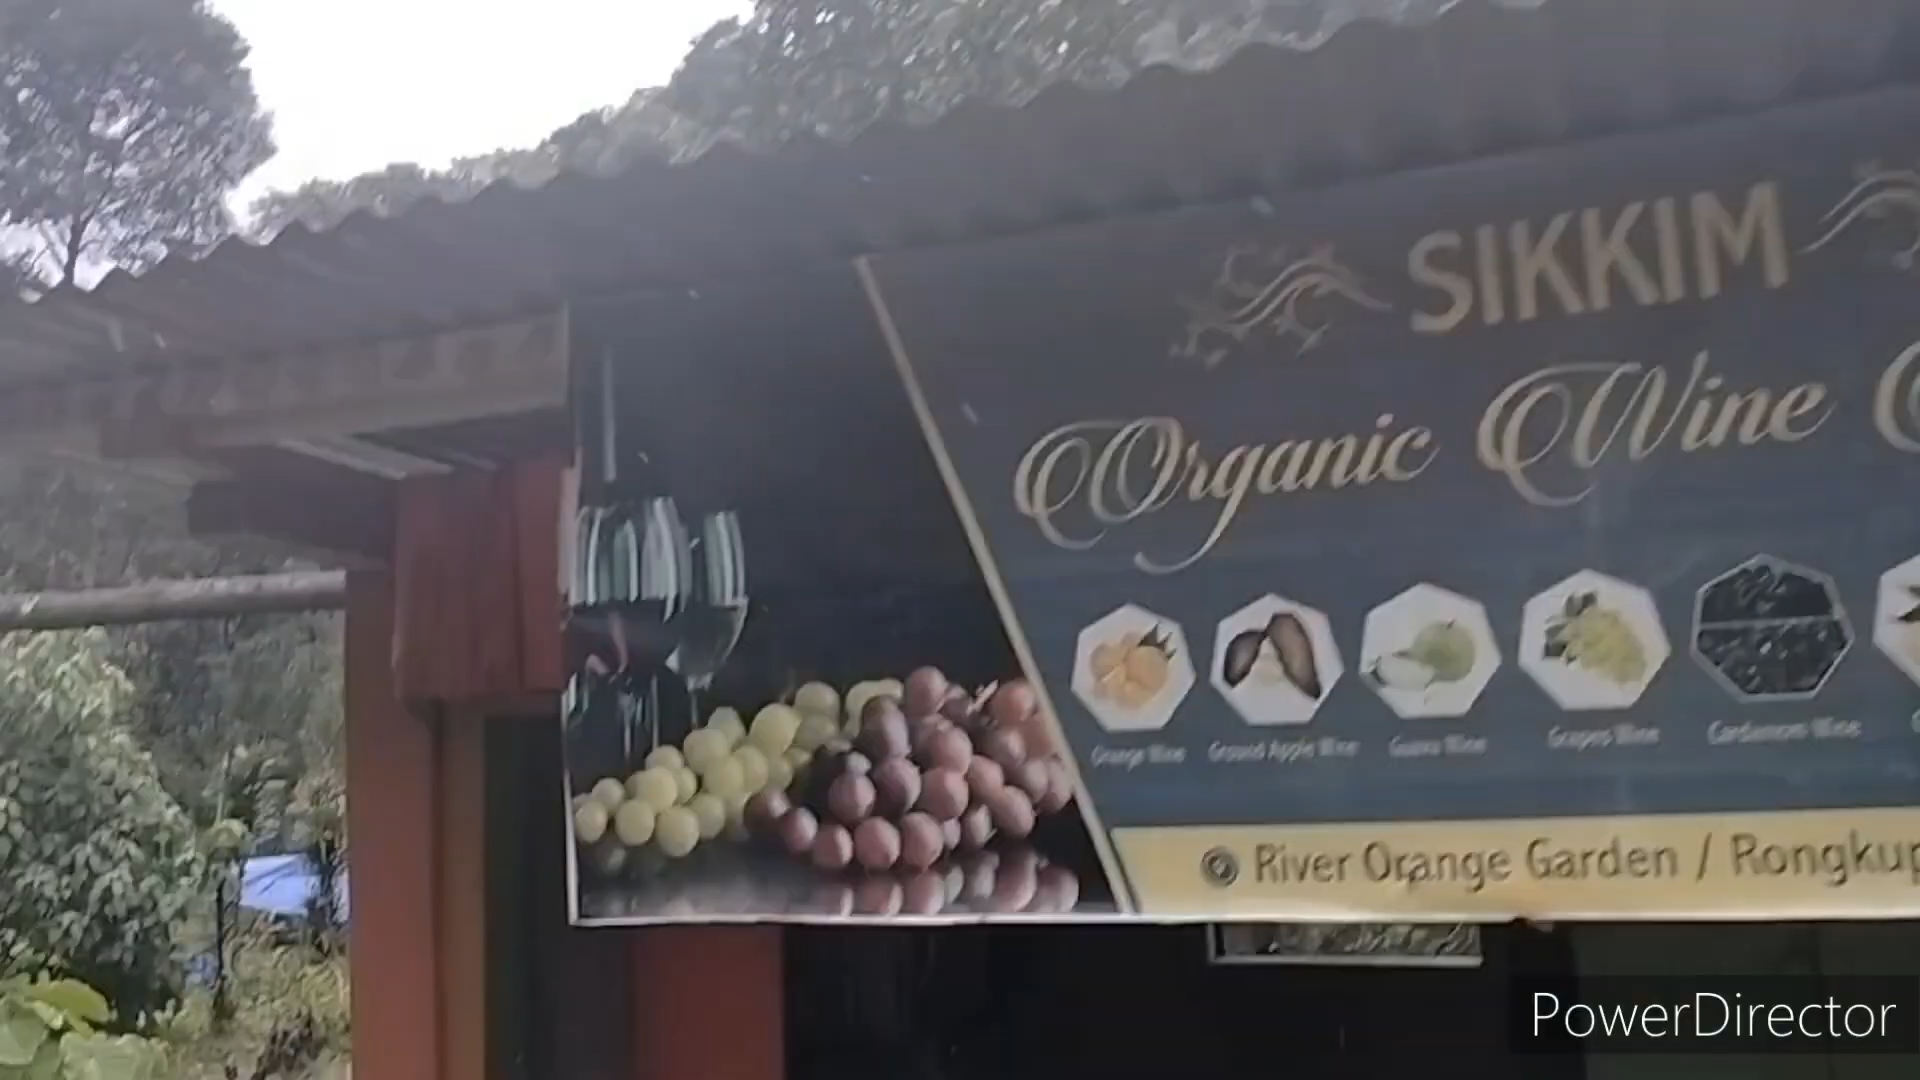 SIKKIM
Organic Wine
Orange Wine Ground Apple Wine Guava Wine Grapes Wine Cardamom Wine
River Orange Garden / Rongkup
PowerDirector